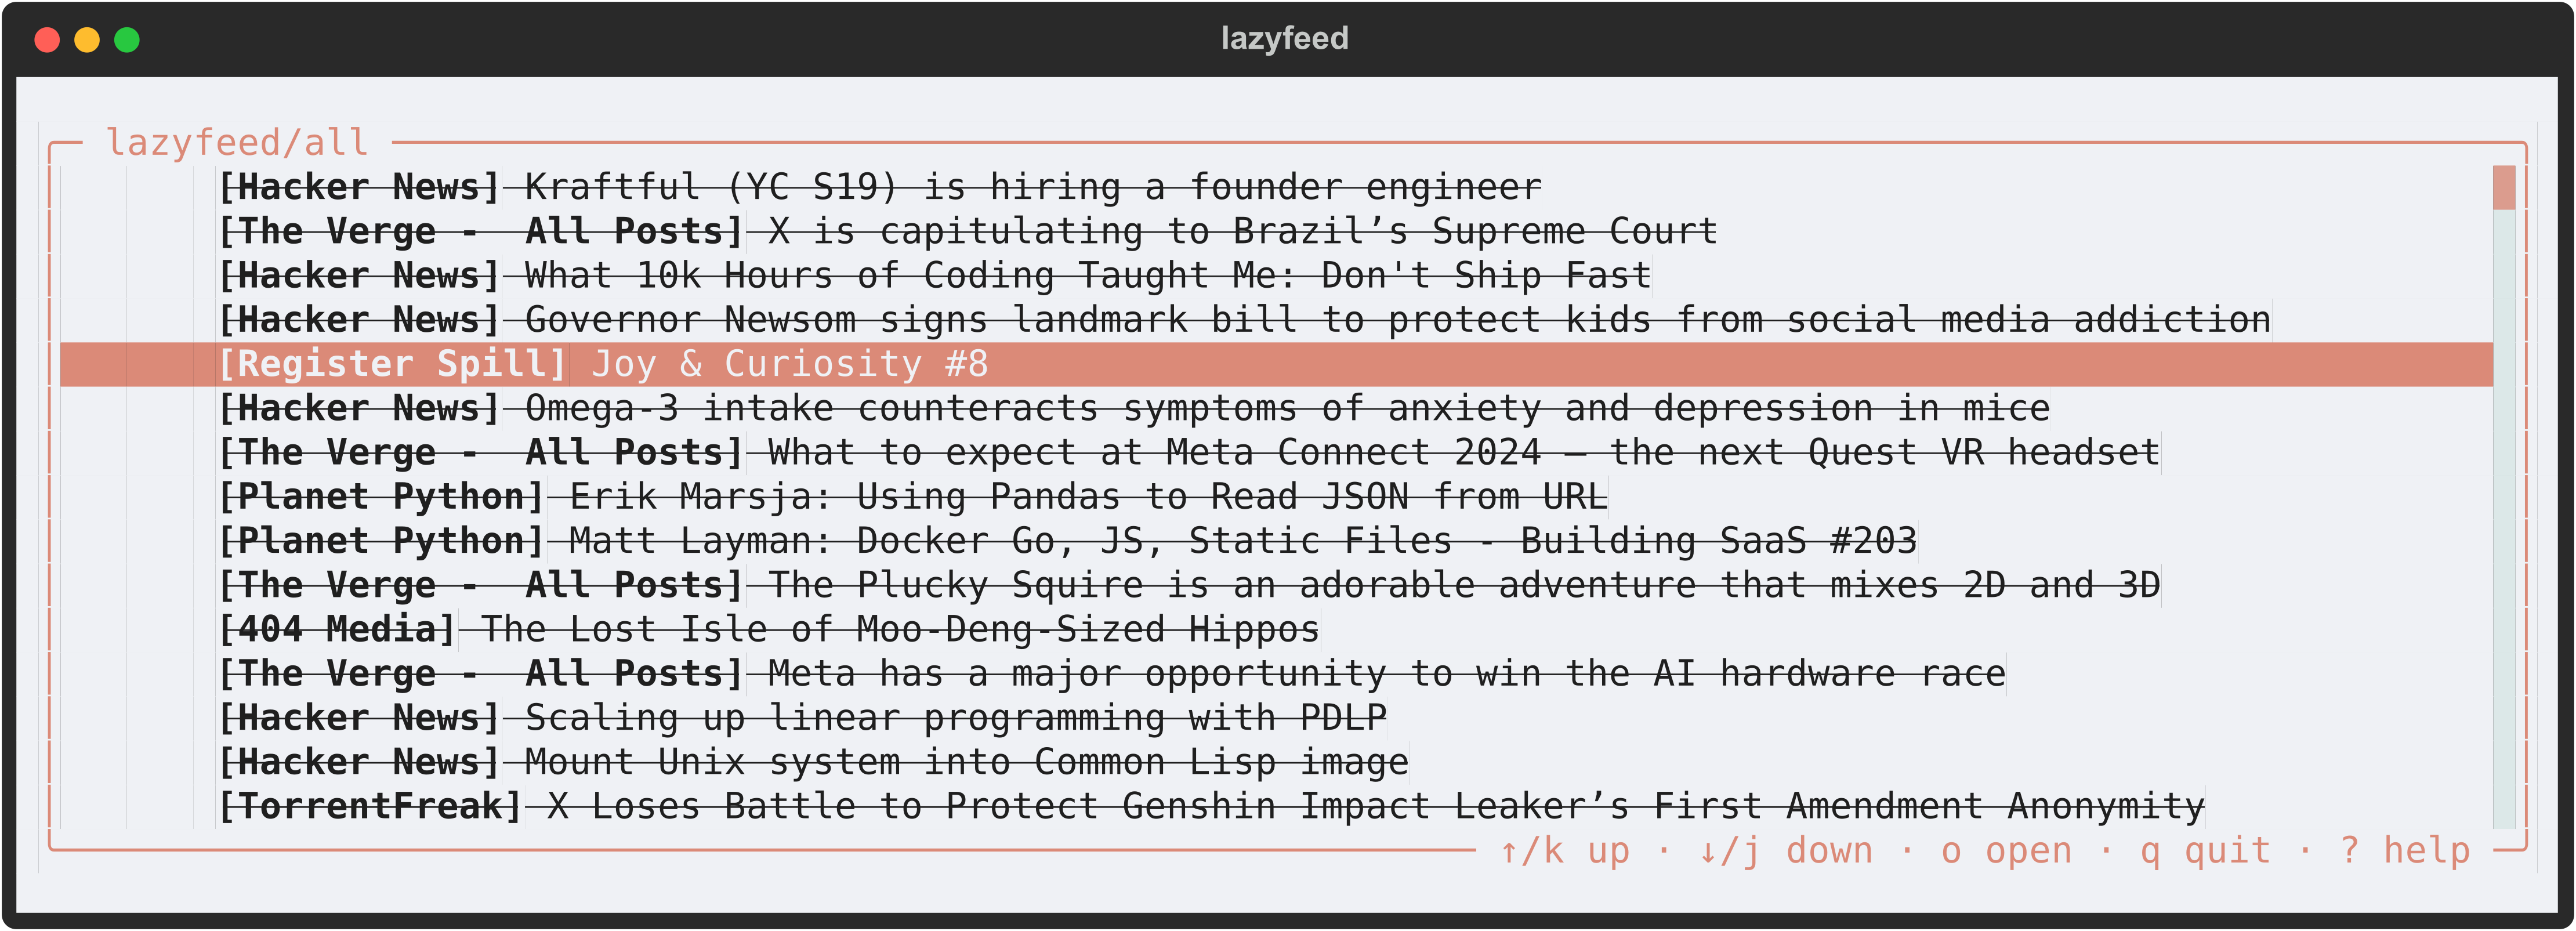 lazyfeed
lazyfeed/all
[Hacker News] Kraftful (YC S19) is hiring a founder engineer
[The Verge -  All Posts] X is capitulating to Brazil’s Supreme Court
[Hacker News] What 10k Hours of Coding Taught Me: Don't Ship Fast
[Hacker News] Governor Newsom signs landmark bill to protect kids from social media addiction
[Register Spill] Joy & Curiosity #8
[Hacker News] Omega-3 intake counteracts symptoms of anxiety and depression in mice
[The Verge -  All Posts] What to expect at Meta Connect 2024 — the next Quest VR headset
[Planet Python] Erik Marsja: Using Pandas to Read JSON from URL
[Planet Python] Matt Layman: Docker Go, JS, Static Files - Building SaaS #203
[The Verge -  All Posts] The Plucky Squire is an adorable adventure that mixes 2D and 3D
[404 Media] The Lost Isle of Moo-Deng-Sized Hippos
[The Verge -  All Posts] Meta has a major opportunity to win the AI hardware race
[Hacker News] Scaling up linear programming with PDLP
[Hacker News] Mount Unix system into Common Lisp image
[TorrentFreak] X Loses Battle to Protect Genshin Impact Leaker’s First Amendment Anonymity
↑/k up · ↓/j down · o open · q quit · ? help